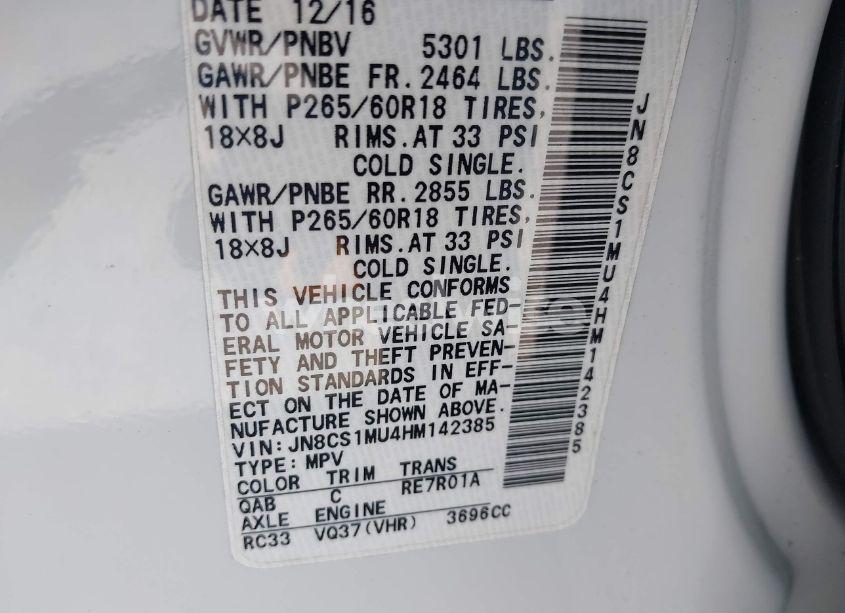 DATE 12/16
GVWR/PNBV 5301 LBS.
GAWR/PNBE FR. 2464 LBS.
WITH P265/60R18 TIRES,
18×8J RIMS. AT 33 PSI
COLD SINGLE.
GAWR/PNBE RR. 2855 LBS.
WITH P265/60R18 TIRES,
18×8J RIMS. AT 33 PSI
COLD SINGLE.
THIS VEHICLE CONFORMS
TO ALL APPLICABLE FED-
ERAL MOTOR VEHICLE SA-
FETY AND THEFT PREVEN-
TION STANDARDS IN EFF-
ECT ON THE DATE OF MA-
NUFACTURE SHOWN ABOVE.
VIN: JN8CS1MU4HM142385
TYPE: MPV
COLOR TRIM TRANS
QAB C RE7R01A
AXLE ENGINE
RC33 VQ37(VHR) 3696CC
JN8CS1MU4HM142385